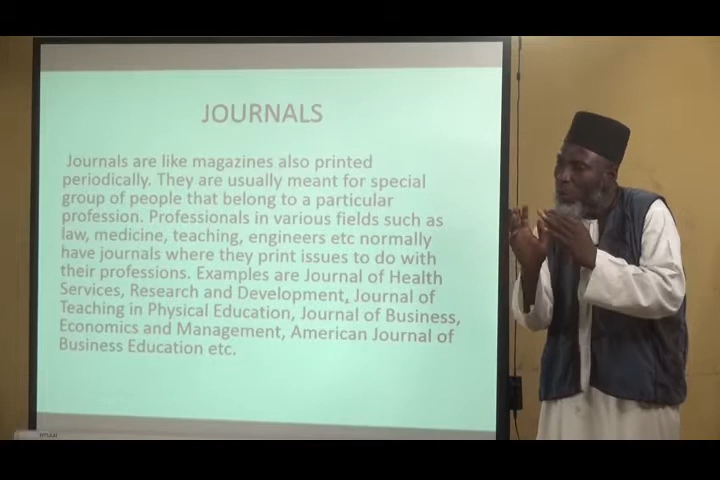 JOURNALS
Journals are like magazines also printed
periodically. They are usually meant for special
group of people that belong to a particular
profession. Professionals in various fields such as
law, medicine, teaching, engineers etc normally
have journals where they print issues to do with
their professions. Examples are Journal of Health
Services, Research and Development, Journal of
Teaching in Physical Education, Journal of Business,
Economics and Management, American Journal of
Business Education etc.